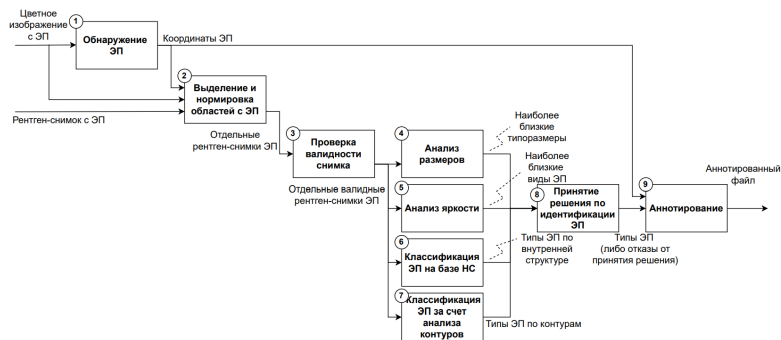 Цветное
изображение
с ЭП
1
Обнаружение
ЭП
Координаты ЭП
2
Выделение и
нормировка
областей с ЭП
Рентген-снимок с ЭП
Отдельные
рентген-снимки ЭП
3
Проверка
валидности
снимка
Отдельные валидные
рентген-снимки ЭП
4
Анализ
размеров
Наиболее
близкие
типоразмеры
5
Анализ яркости
Наиболее
близкие
виды ЭП
6
Классификация
ЭП на базе НС
Типы ЭП по
внутренней
структуре
7
Классификация
ЭП за счет
анализа
контуров
Типы ЭП по контурам
8
Принятие
решения по
идентификации
ЭП
Типы ЭП
(либо отказы от
принятия решения)
9
Аннотирование
Аннотированный
файл